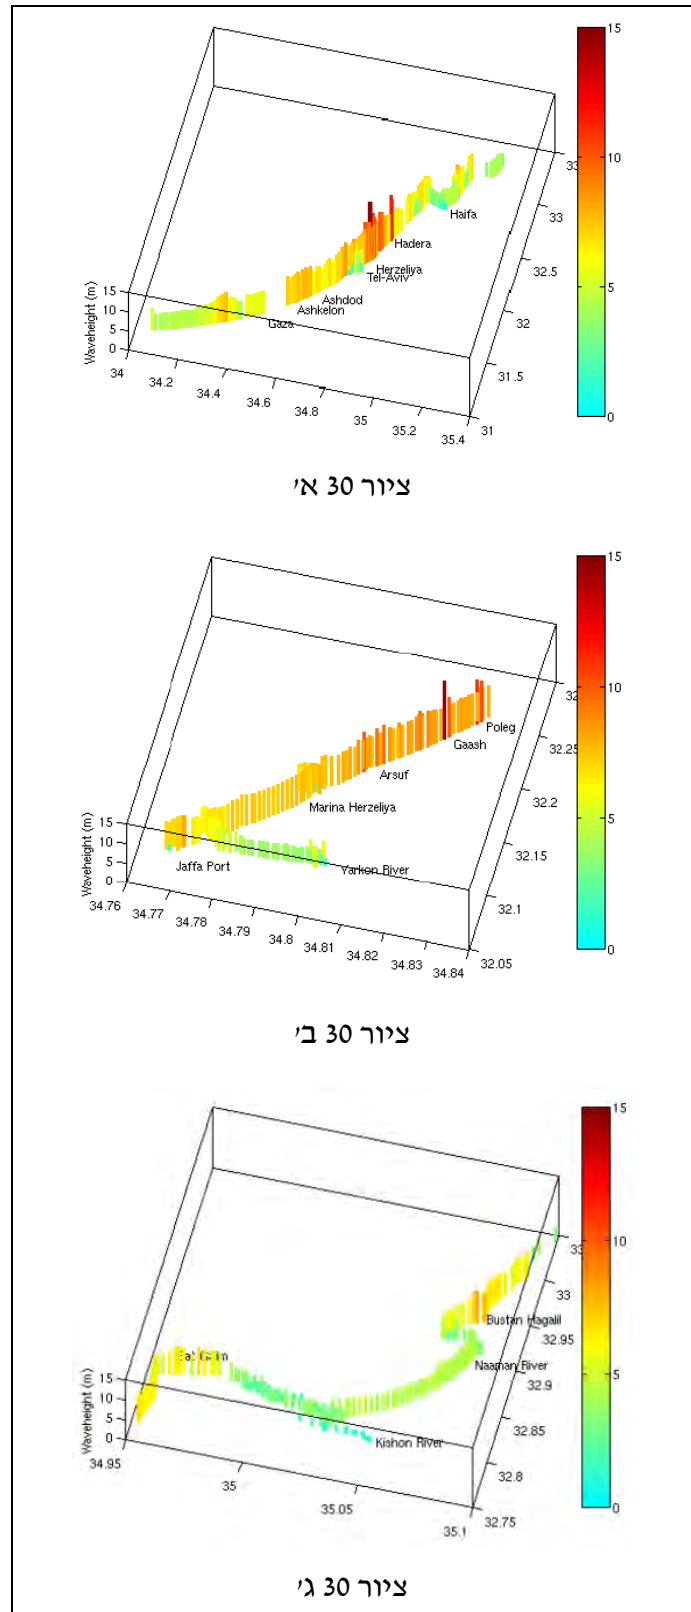 15
10
5
0
33
33
32.5
32
31.5
31
Haifa
Hadera
Herzeliya
Tel-Aviv
Ashdod
Ashkelon
Gaza
Waveheight (m)
15
10
5
0
34
34.2
34.4
34.6
34.8
35
35.2
35.4
ציור 30 א'
15
10
5
0
32.25
32.2
32.15
32.1
32.05
Poleg
Gaash
Arsuf
Marina Herzeliya
Jaffa Port
Yarkon River
Waveheight (m)
15
10
5
0
34.76
34.77
34.78
34.79
34.8
34.81
34.82
34.83
34.84
ציור 30 ב'
15
10
5
0
33
32.95
32.9
32.85
32.8
32.75
Bustan Hagalil
Naaman River
Bat Galim
Kishon River
Waveheight (m)
15
10
5
0
34.95
35
35.05
35.1
ציור 30 ג'